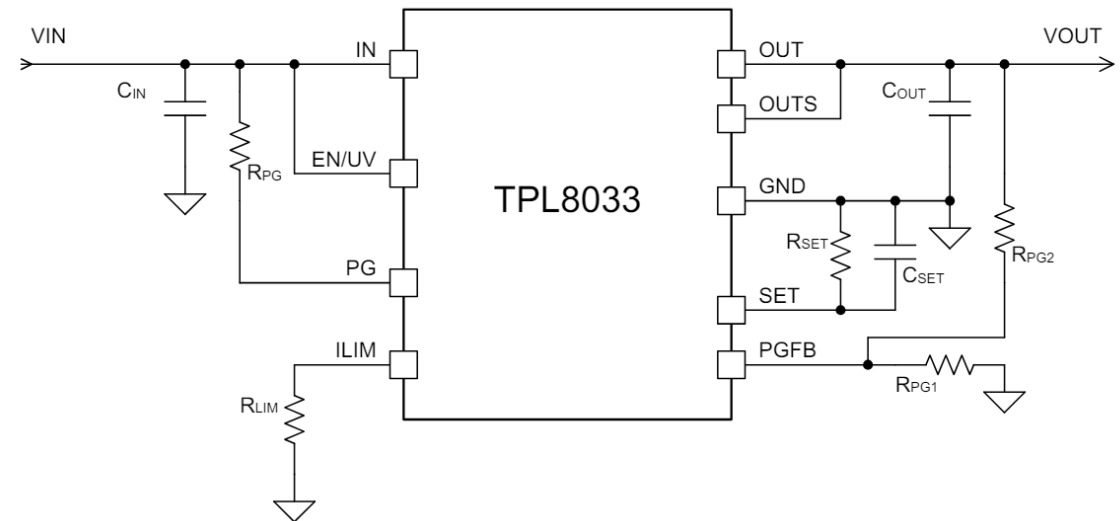 VIN
IN
OUT
VOUT
CIN
OUTS
COUT
RPG
EN/UV
TPL8033
GND
RSET
CSET
RPG2
PG
SET
ILIM
PGFB
RLIM
RPG1